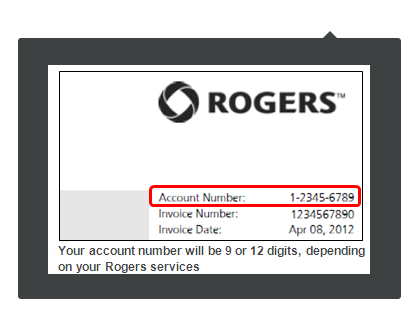 ROGERS™
Account Number: 1-2345-6789
Invoice Number: 1234567890
Invoice Date: Apr 08, 2012
Your account number will be 9 or 12 digits, depending
on your Rogers services